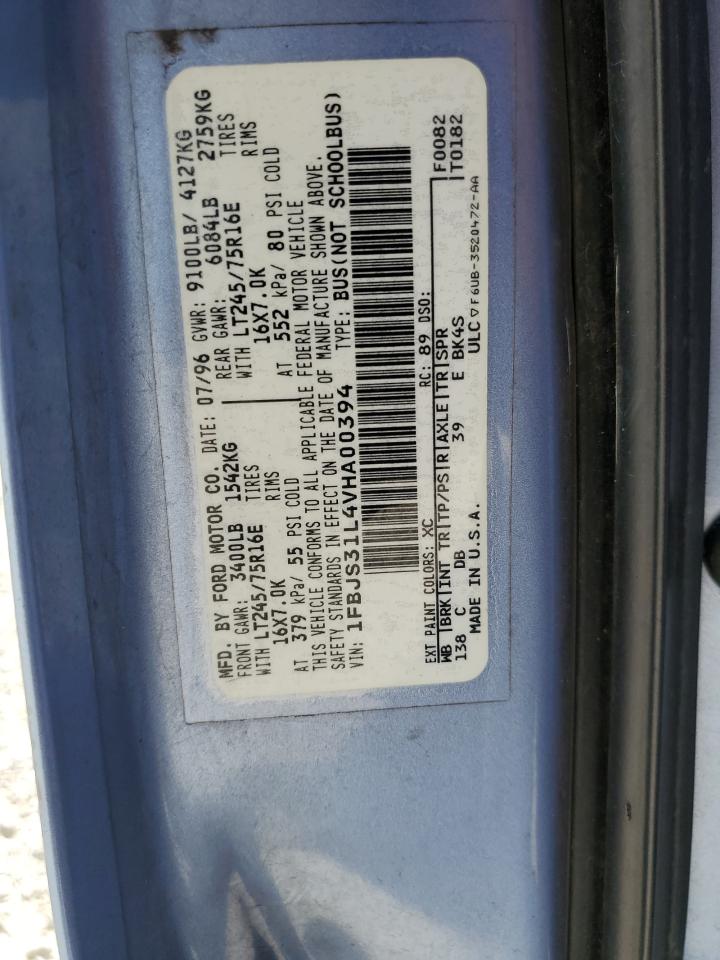 MFD. BY FORD MOTOR CO. DATE: 07/96 GVWR: 9100LB/ 4127KG
FRONT GAWR: 3400LB 1542KG REAR GAWR: 6084LB 2759KG
WITH LT245/75R16E TIRES WITH LT245/75R16E TIRES
16X7.0K RIMS 16X7.0K RIMS
AT 379 kPa/ 55 PSI COLD AT 552 kPa/ 80 PSI COLD
THIS VEHICLE CONFORMS TO ALL APPLICABLE FEDERAL MOTOR VEHICLE
SAFETY STANDARDS IN EFFECT ON THE DATE OF MANUFACTURE SHOWN ABOVE.
VIN: 1FBJS31L4VHA00394 TYPE: BUS(NOT SCHOOLBUS)
EXT PAINT COLORS: XC RC: 89 DSO: F0082
WB BRK INT TR TP/PS R AXLE TR SPR T0182
138 C DB 39 E BK4S
MADE IN U.S.A. ULC ▽ F6UB-3520472-AA